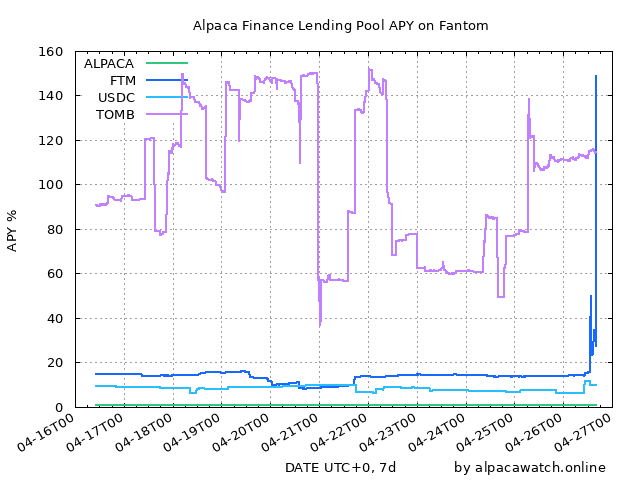 Alpaca Finance Lending Pool APY on Fantom
160
140
120
100
80
60
40
20
0
APY %
ALPACA
FTM
USDC
TOMB
04-16T00
04-17T00
04-18T00
04-19T00
04-20T00
04-21T00
04-22T00
04-23T00
04-24T00
04-25T00
04-26T00
04-27T00
DATE UTC+0, 7d
by alpacawatch.online